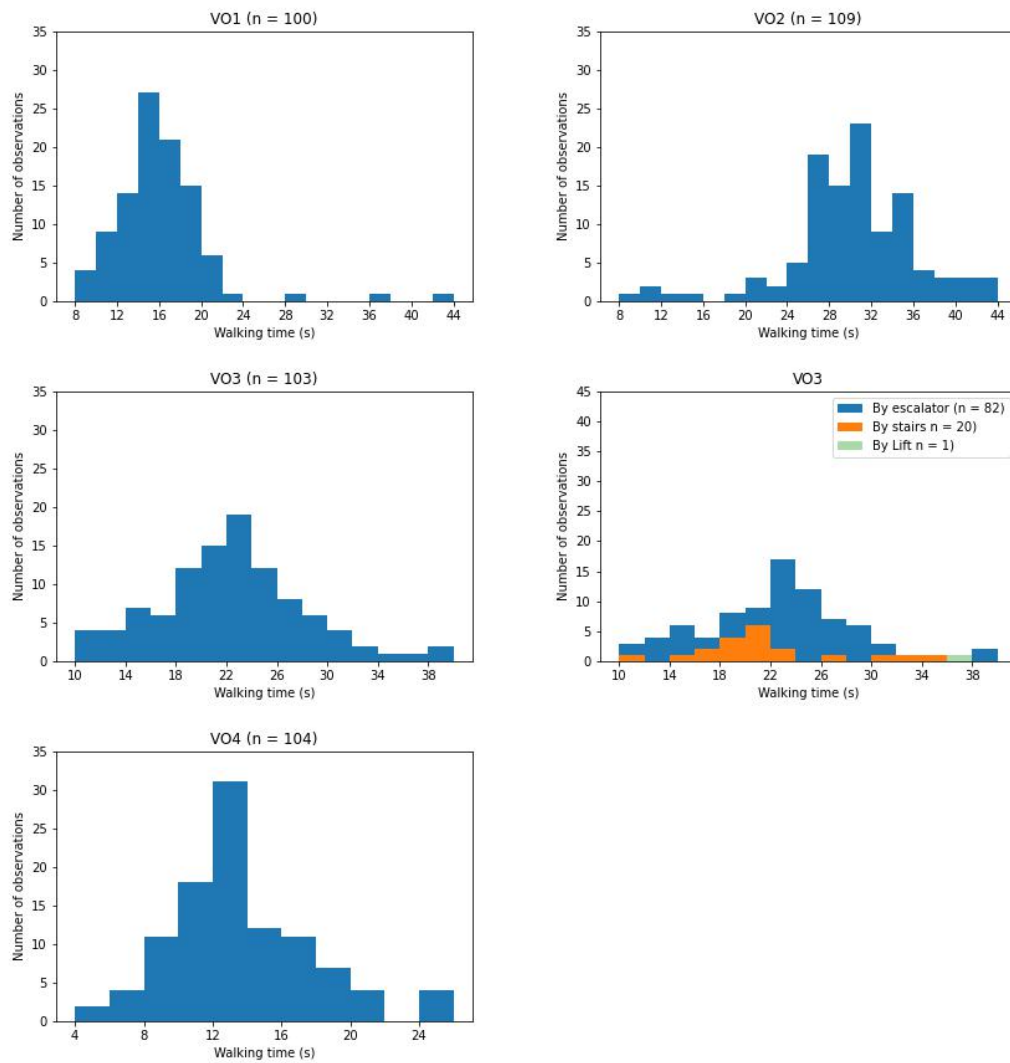 VO1 (n = 100)
35
30
25
20
15
10
5
0
Number of observations
8 12 16 20 24 28 32 36 40 44
Walking time (s)
VO2 (n = 109)
35
30
25
20
15
10
5
0
Number of observations
8 12 16 20 24 28 32 36 40 44
Walking time (s)
VO3 (n = 103)
35
30
25
20
15
10
5
0
Number of observations
10 14 18 22 26 30 34 38
Walking time (s)
VO3
45
40
35
30
25
20
15
10
5
0
Number of observations
By escalator (n = 82)
By stairs n = 20)
By Lift n = 1)
10 14 18 22 26 30 34 38
Walking time (s)
VO4 (n = 104)
35
30
25
20
15
10
5
0
Number of observations
4 8 12 16 20 24
Walking time (s)